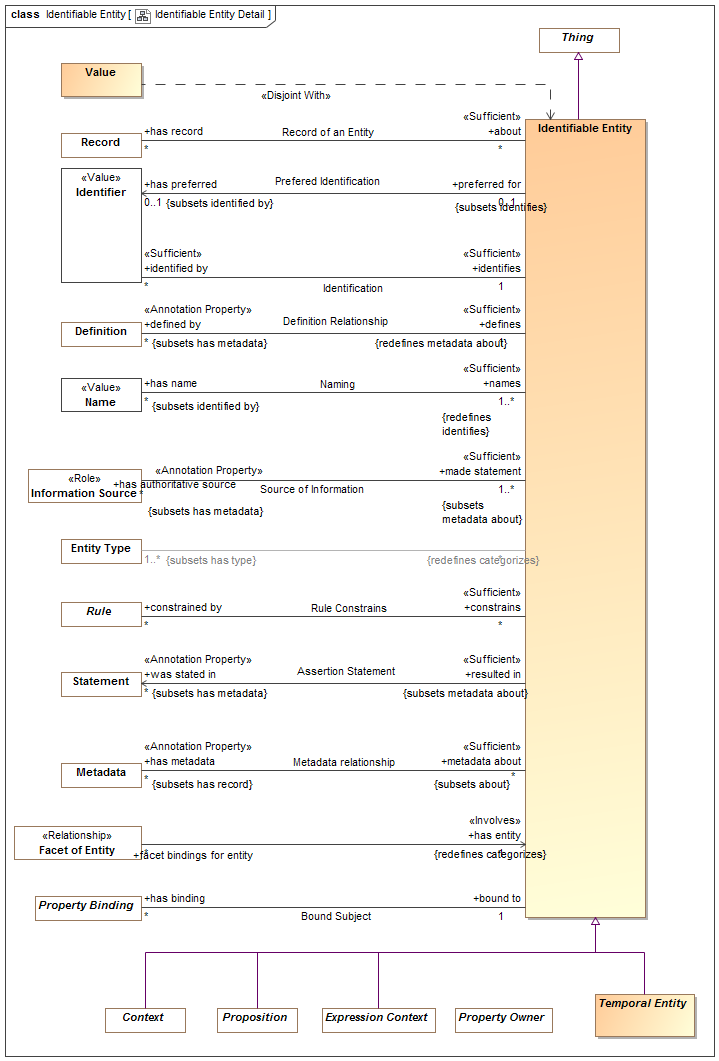 class Identifiable Entity [ Identifiable Entity Detail ]
Thing
Value
«Disjoint With»
Identifiable Entity
«Sufficient»
+has record
Record of an Entity
+about
Record
*
*
«Value»
Identifier
+has preferred
Prefered Identification
+preferred for
0..1 {subsets identified by}
0..1
{subsets identifies}
«Sufficient»
«Sufficient»
+identified by
+identifies
*
Identification
1
«Annotation Property»
«Sufficient»
Definition
+defined by
Definition Relationship
+defines
* {subsets has metadata}
{redefines metadata about}
«Sufficient»
«Value»
Name
+has name
Naming
+names
* {subsets identified by}
1..*
{redefines
identifies}
«Sufficient»
«Role»
Information Source
«Annotation Property»
+made statement
+has authoritative source
*
Source of Information
1..*
{subsets has metadata}
{subsets
metadata about}
Entity Type
1..* {subsets has type}
{redefines categorizes}
*
«Sufficient»
Rule
+constrained by
Rule Constrains
+constrains
*
*
«Annotation Property»
«Sufficient»
Statement
+was stated in
Assertion Statement
+resulted in
* {subsets has metadata}
{subsets metadata about}
«Annotation Property»
«Sufficient»
Metadata
+has metadata
Metadata relationship
+metadata about
* {subsets has record}
{subsets about}
*
«Involves»
«Relationship»
Facet of Entity
+has entity
*
+facet bindings for entity
{redefines categorizes}
1
Property Binding
+has binding
+bound to
*
Bound Subject
1
Context
Proposition
Expression Context
Property Owner
Temporal Entity